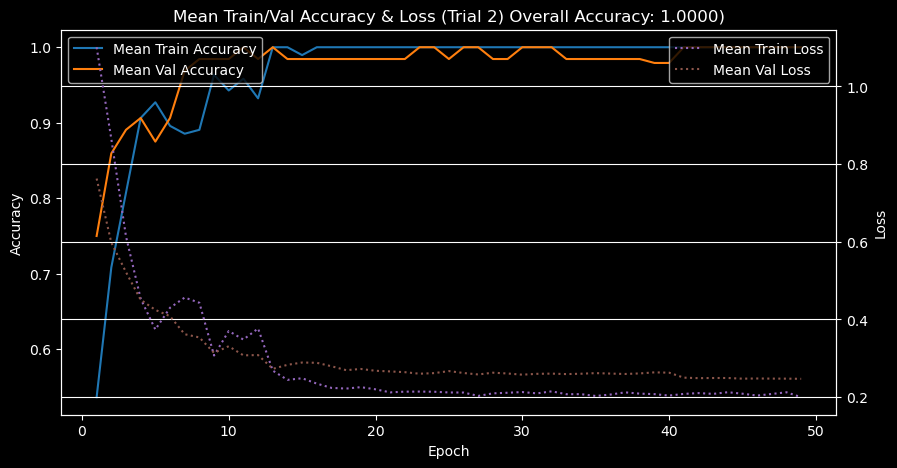 Mean Train/Val Accuracy & Loss (Trial 2) Overall Accuracy: 1.0000)
Mean Train Accuracy
Mean Val Accuracy
Mean Train Loss
Mean Val Loss
1.0
0.9
0.8
0.7
0.6
Accuracy
1.0
0.8
0.6
0.4
0.2
Loss
0 10 20 30 40 50
Epoch